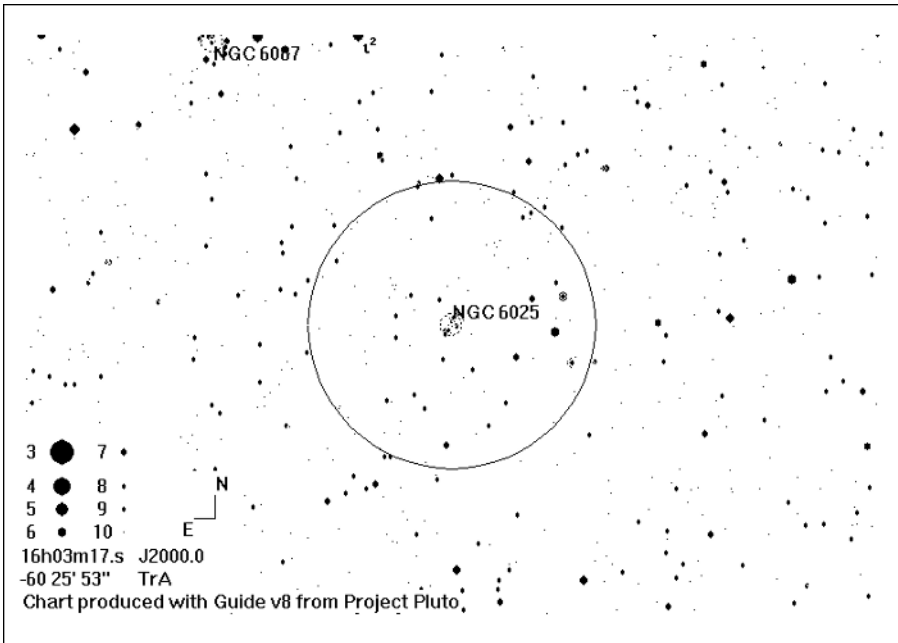 NGC 6087
ι²
NGC 6025
3 7
4 8
5 9
6 10
N
E
16h03m17.s J2000.0
-60 25' 53" TrA
Chart produced with Guide v8 from Project Pluto